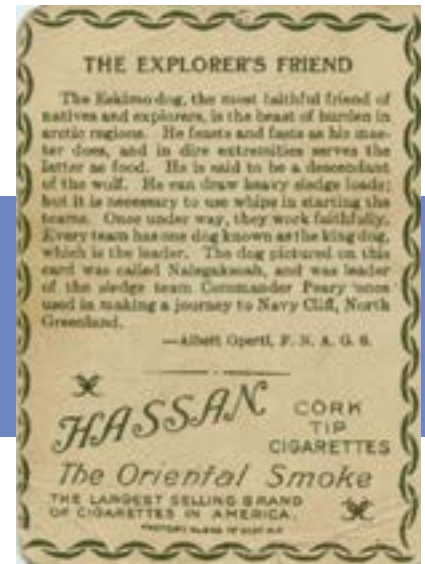 THE EXPLORER'S FRIEND
The Eskimo dog, the most faithful friend of
natives and explorers, is the beast of burden in
arctic regions. He feasts and fasts as his mas-
ter does, and in dire extremities serves the
latter as food. He is said to be a descendant
of the wolf. He can draw heavy sledge loads;
but it is necessary to use whips in starting the
teams. Once under way, they work faithfully.
Every team has one dog known as the king dog,
which is the leader. The dog pictured on this
card was called Nalegaksoah, and was leader
of the sledge team Commander Peary once
used in making a journey to Navy Cliff, North
Greenland.
—Albert Operti, F. N. A. G. S.
HASSAN
CORK
TIP
CIGARETTES
The Oriental Smoke
THE LARGEST SELLING BRAND
OF CIGARETTES IN AMERICA.